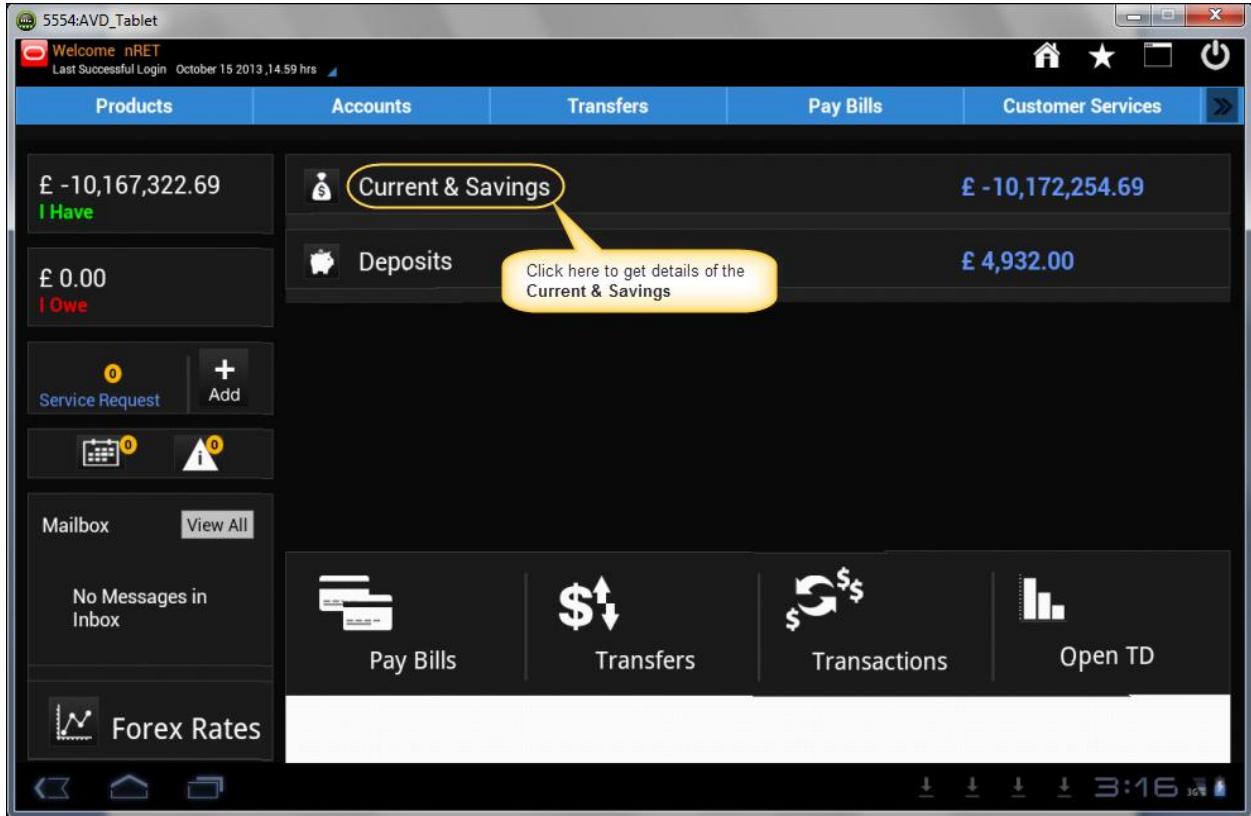 5554:AVD_Tablet
Welcome nRET
Last Successful Login October 15 2013 ,14.59 hrs
Products Accounts Transfers Pay Bills Customer Services
£ -10,167,322.69
I Have
Current & Savings £ -10,172,254.69
£ 0.00
I Owe
Deposits £ 4,932.00
Click here to get details of the
Current & Savings
0
Service Request
+
Add
0 0
Mailbox View All
No Messages in
Inbox
Pay Bills Transfers Transactions Open TD
Forex Rates
3:16 3G